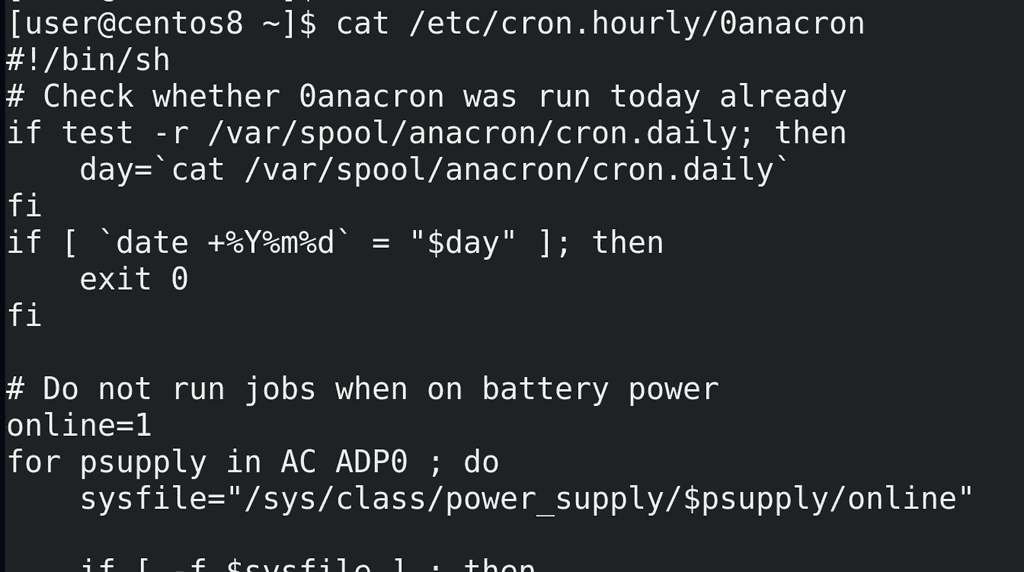 [user@centos8 ~]$ cat /etc/cron.hourly/0anacron
#!/bin/sh
# Check whether 0anacron was run today already
if test -r /var/spool/anacron/cron.daily; then
    day=`cat /var/spool/anacron/cron.daily`
fi
if [ `date +%Y%m%d` = "$day" ]; then
    exit 0
fi

# Do not run jobs when on battery power
online=1
for psupply in AC ADP0 ; do
    sysfile="/sys/class/power_supply/$psupply/online"

    if [ -f $sysfile ] ; then